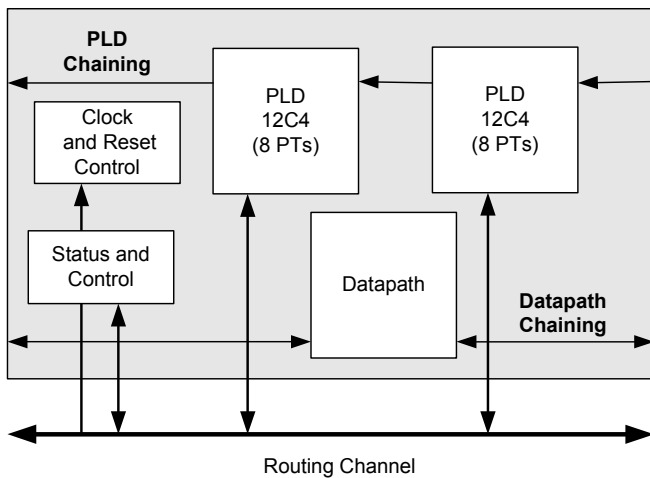 PLD
Chaining
PLD
12C4
(8 PTs)
PLD
12C4
(8 PTs)
Clock
and Reset
Control
Status and
Control
Datapath
Datapath
Chaining
Routing Channel